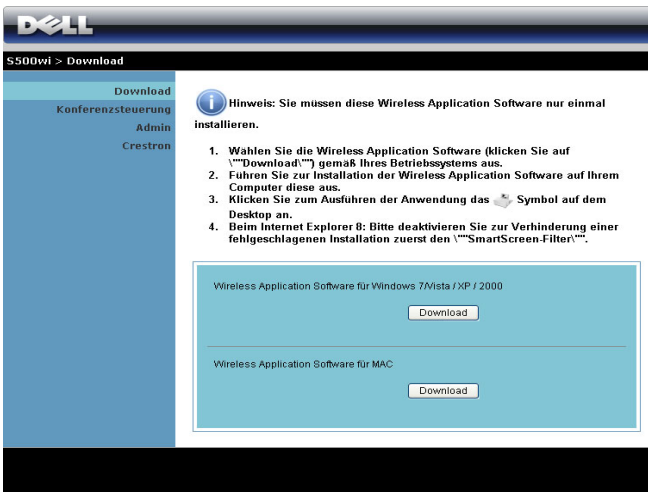 DELL
S500wi > Download
Download
Konferenzsteuerung
Admin
Crestron
Hinweis: Sie müssen diese Wireless Application Software nur einmal
installieren.
1. Wählen Sie die Wireless Application Software (klicken Sie auf
\""Download\"") gemäß Ihres Betriebssystems aus.
2. Führen Sie zur Installation der Wireless Application Software auf Ihrem
Computer diese aus.
3. Klicken Sie zum Ausführen der Anwendung das Symbol auf dem
Desktop an.
4. Beim Internet Explorer 8: Bitte deaktivieren Sie zur Verhinderung einer
fehlgeschlagenen Installation zuerst den \""SmartScreen-Filter\"".
Wireless Application Software für Windows 7/Vista / XP / 2000
Download
Wireless Application Software für MAC
Download